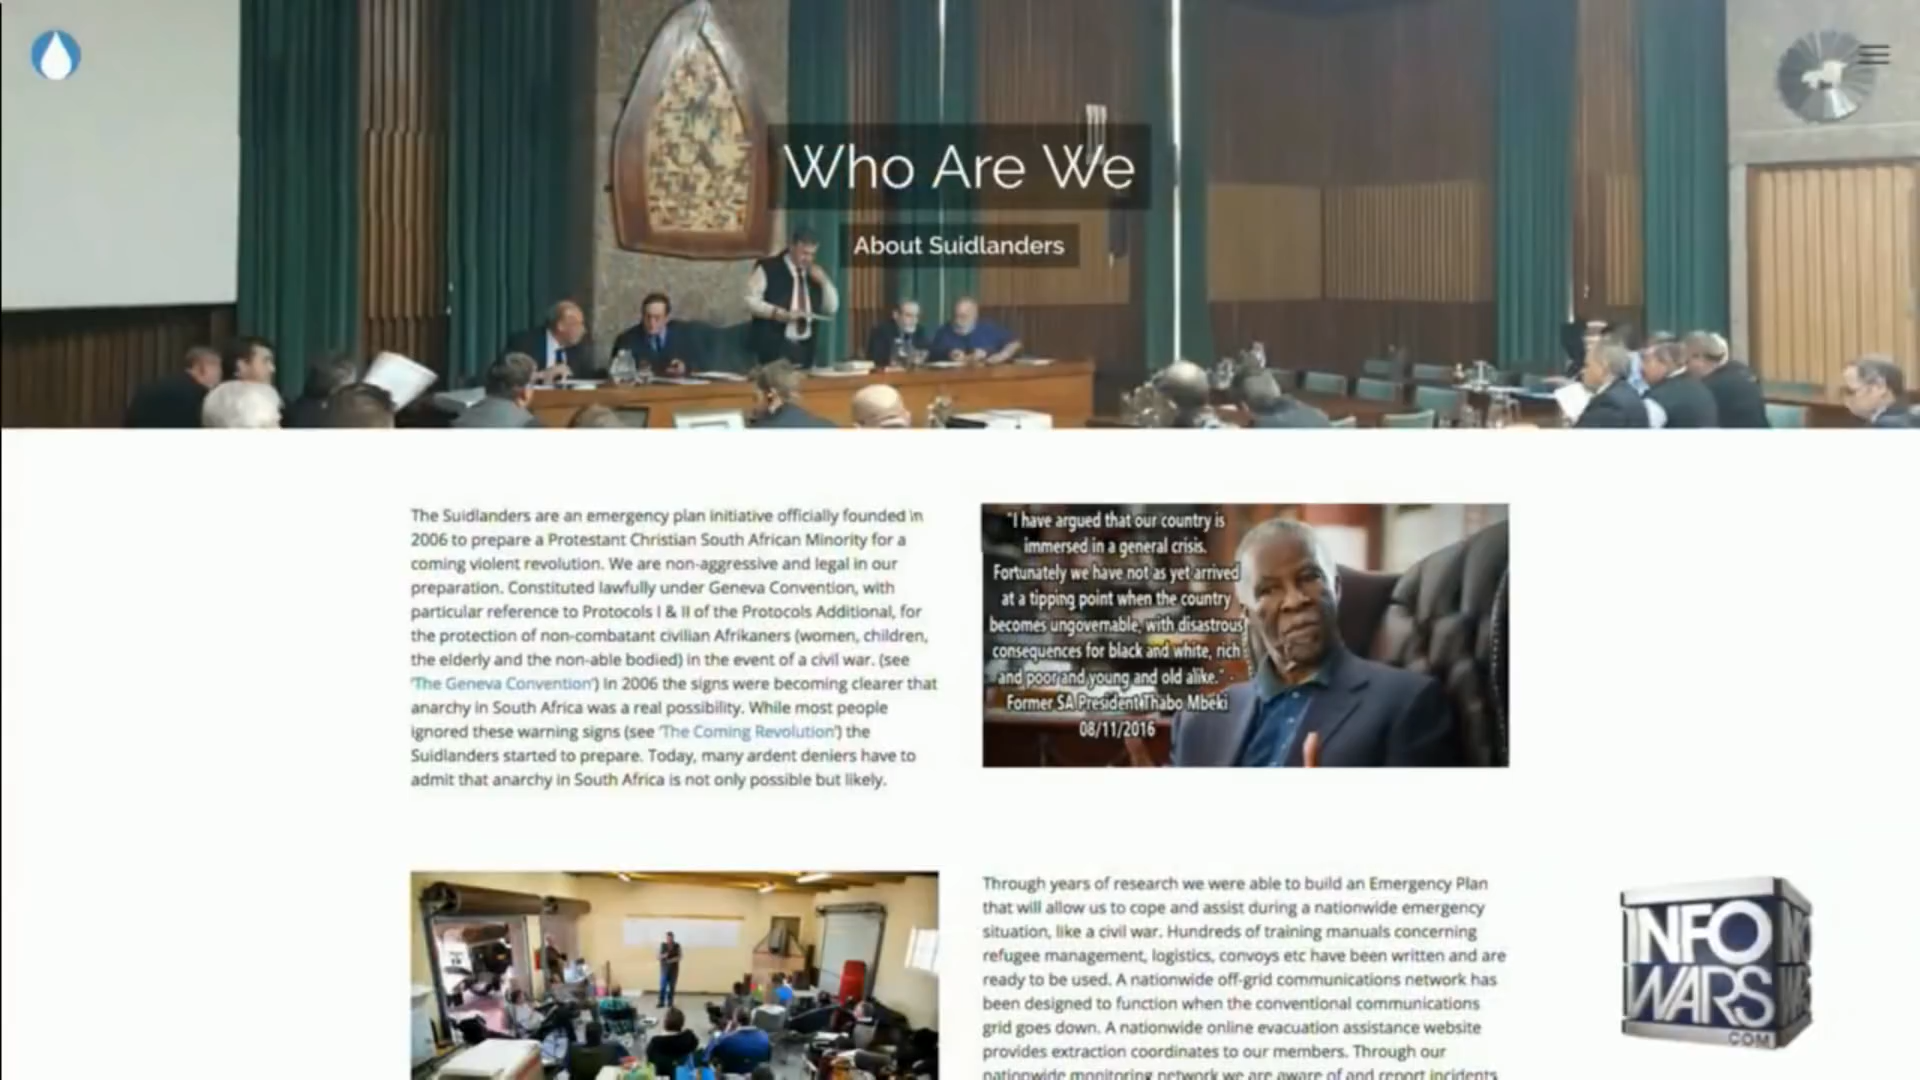 Who Are We
About Suidlanders
The Suidlanders are an emergency plan initiative officially founded in
2006 to prepare a Protestant Christian South African Minority for a
coming violent revolution. We are non-aggressive and legal in our
preparation. Constituted lawfully under Geneva Convention, with
particular reference to Protocols I & II of the Protocols Additional, for
the protection of non-combatant civilian Afrikaners (women, children,
the elderly and the non-able bodied) in the event of a civil war. (see
'The Geneva Convention') In 2006 the signs were becoming clearer that
anarchy in South Africa was a real possibility. While most people
ignored these warning signs (see 'The Coming Revolution') the
Suidlanders started to prepare. Today, many ardent deniers have to
admit that anarchy in South Africa is not only possible but likely.
"I have argued that our country is
immersed in a general crisis.
Fortunately we have not as yet arrived
at a tipping point when the country
becomes ungovernable, with disastrous
consequences for black and white, rich
and poor and young and old alike."
Former SA President Thabo Mbeki
08/11/2016
Through years of research we were able to build an Emergency Plan
that will allow us to cope and assist during a nationwide emergency
situation, like a civil war. Hundreds of training manuals concerning
refugee management, logistics, convoys etc have been written and are
ready to be used. A nationwide off-grid communications network has
been designed to function when the conventional communications
grid goes down. A nationwide online evacuation assistance website
provides extraction coordinates to our members. Through our
nationwide monitoring network we are aware of and report incidents
INFO
WARS
.COM